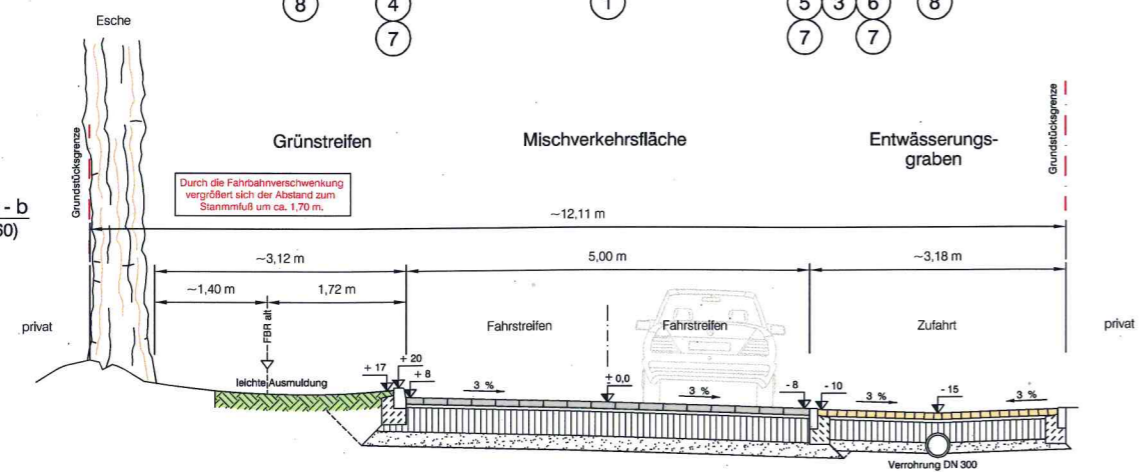 8 4 1 5 3 6 8
7 7 7
Esche
Grundstücksgrenze
Grundstücksgrenze
Grünstreifen
Mischverkehrsfläche
Entwässerungs-
graben
Durch die Fahrbahnverschwenkung
vergrößert sich der Abstand zum
Stanmmfuß um ca. 1,70 m.
- b
60)
~12,11 m
~3,12 m
5,00 m
~3,18 m
~1,40 m
1,72 m
FBR alt
privat
Fahrstreifen
Fahrstreifen
Zufahrt
privat
leichte Ausmuldung
+ 17
+ 20
+ 8
3 %
± 0,0
3 %
- 8
- 10
3 %
- 15
3 %
Verrohrung DN 300